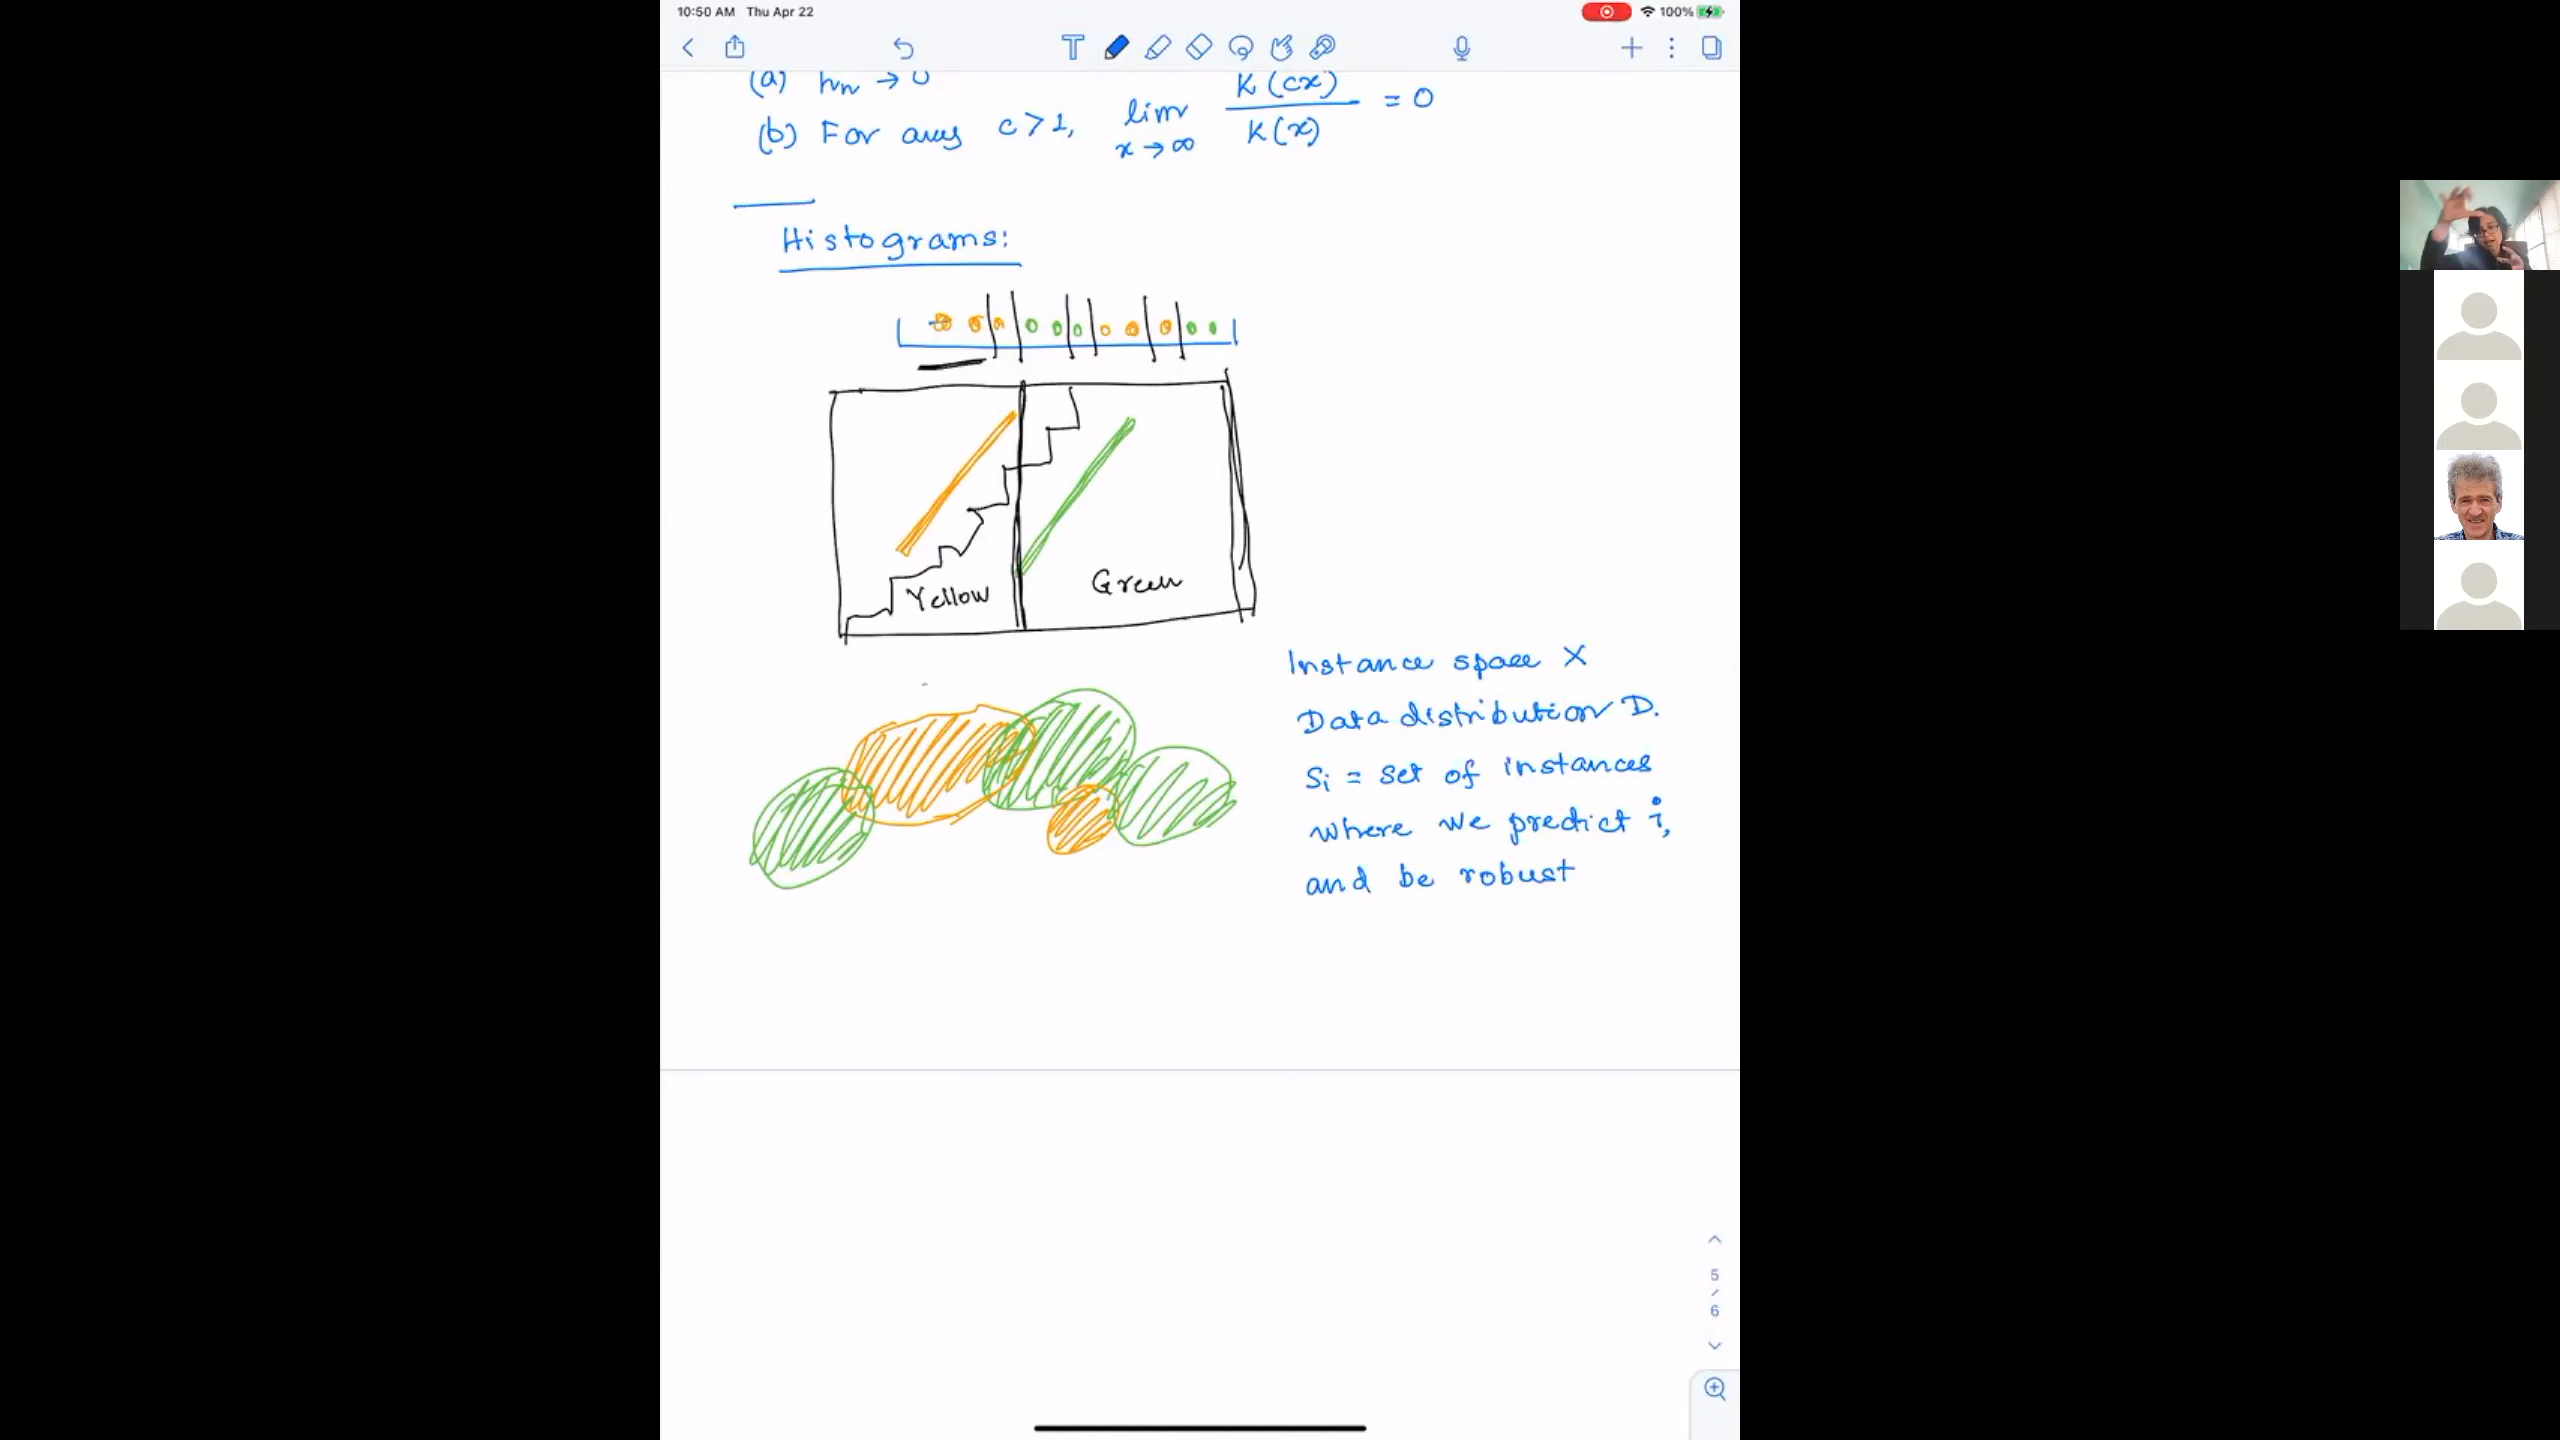 10:50 AM Thu Apr 22
100%
(a) hn → 0
(b) For any c > 1, lim x → ∞ K(cx) / K(x) = 0
Histograms:
Yellow
Green
Instance space X
Data distribution D.
Si = set of instances
where we predict i,
and be robust
5
/
6